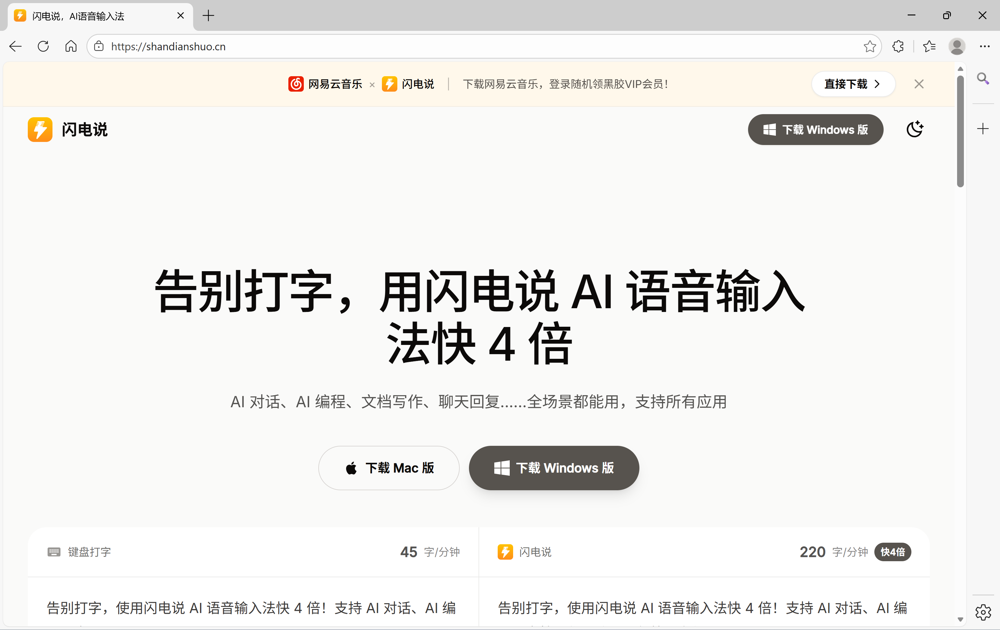 闪电说，AI语音输入法
https://shandianshuo.cn
网易云音乐 × 闪电说 | 下载网易云音乐，登录随机领黑胶VIP会员！ 直接下载
闪电说 下载 Windows 版
告别打字，用闪电说 AI 语音输入
法快 4 倍
AI 对话、AI 编程、文档写作、聊天回复……全场景都能用，支持所有应用
下载 Mac 版 下载 Windows 版
键盘打字 45 字/分钟
告别打字，使用闪电说 AI 语音输入法快 4 倍！支持 AI 对话、AI 编
闪电说 220 字/分钟 快4倍
告别打字，使用闪电说 AI 语音输入法快 4 倍！支持 AI 对话、AI 编